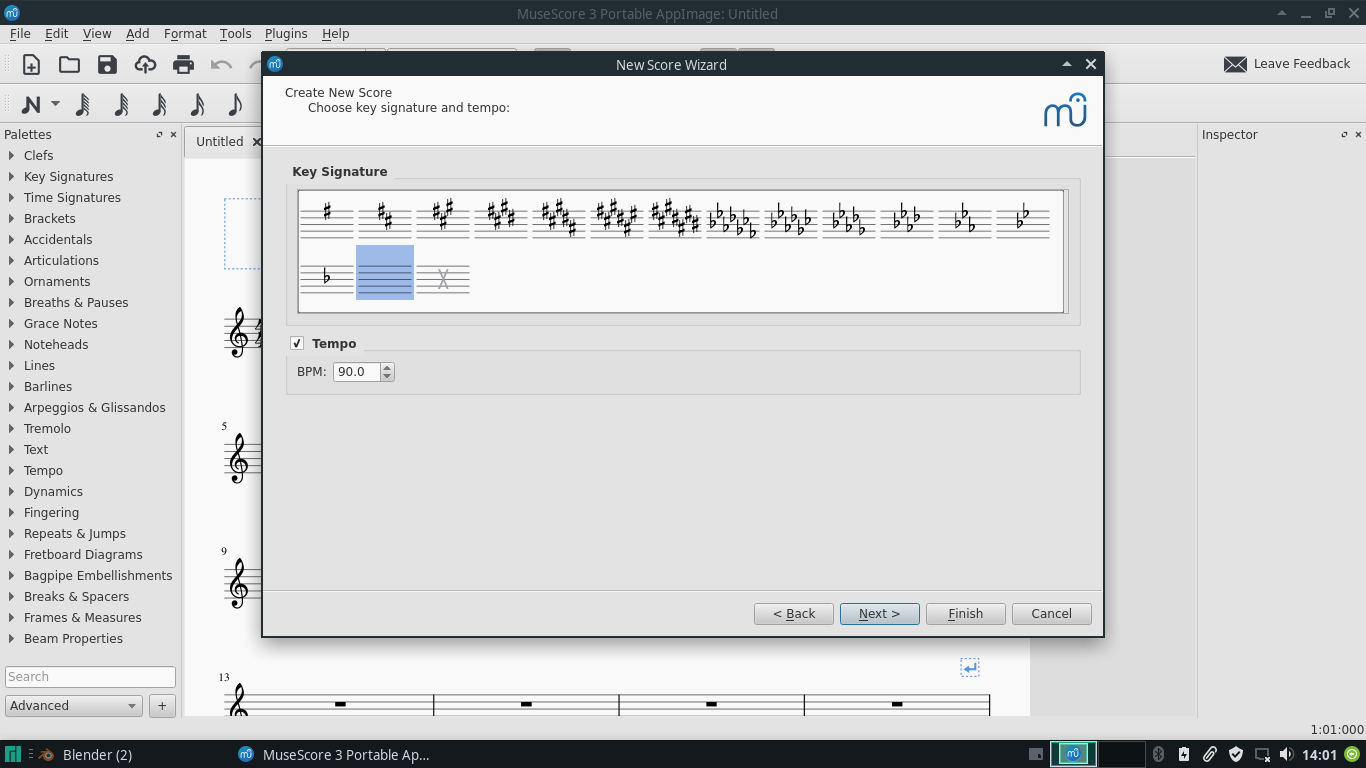 MuseScore 3 Portable AppImage: Untitled
File Edit View Add Format Tools Plugins Help
Leave Feedback
Palettes
Clefs
Key Signatures
Time Signatures
Brackets
Accidentals
Articulations
Ornaments
Breaths & Pauses
Grace Notes
Noteheads
Lines
Barlines
Arpeggios & Glissandos
Tremolo
Text
Tempo
Dynamics
Fingering
Repeats & Jumps
Fretboard Diagrams
Bagpipe Embellishments
Breaks & Spacers
Frames & Measures
Beam Properties
Search
Advanced +
Untitled
5
9
13
New Score Wizard
Create New Score
Choose key signature and tempo:
mu
Key Signature
X
Tempo
BPM: 90.0
< Back Next > Finish Cancel
Inspector
1:01:000
Blender (2) MuseScore 3 Portable Ap... 14:01